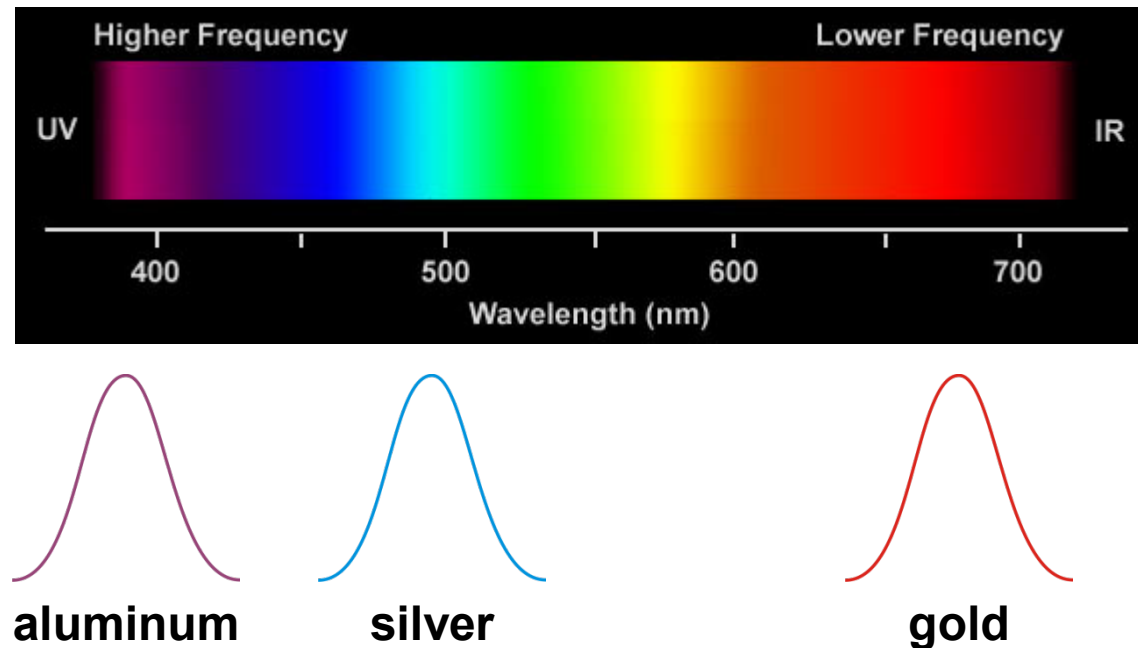 Higher Frequency Lower Frequency
UV IR
400 500 600 700
Wavelength (nm)
aluminum silver gold